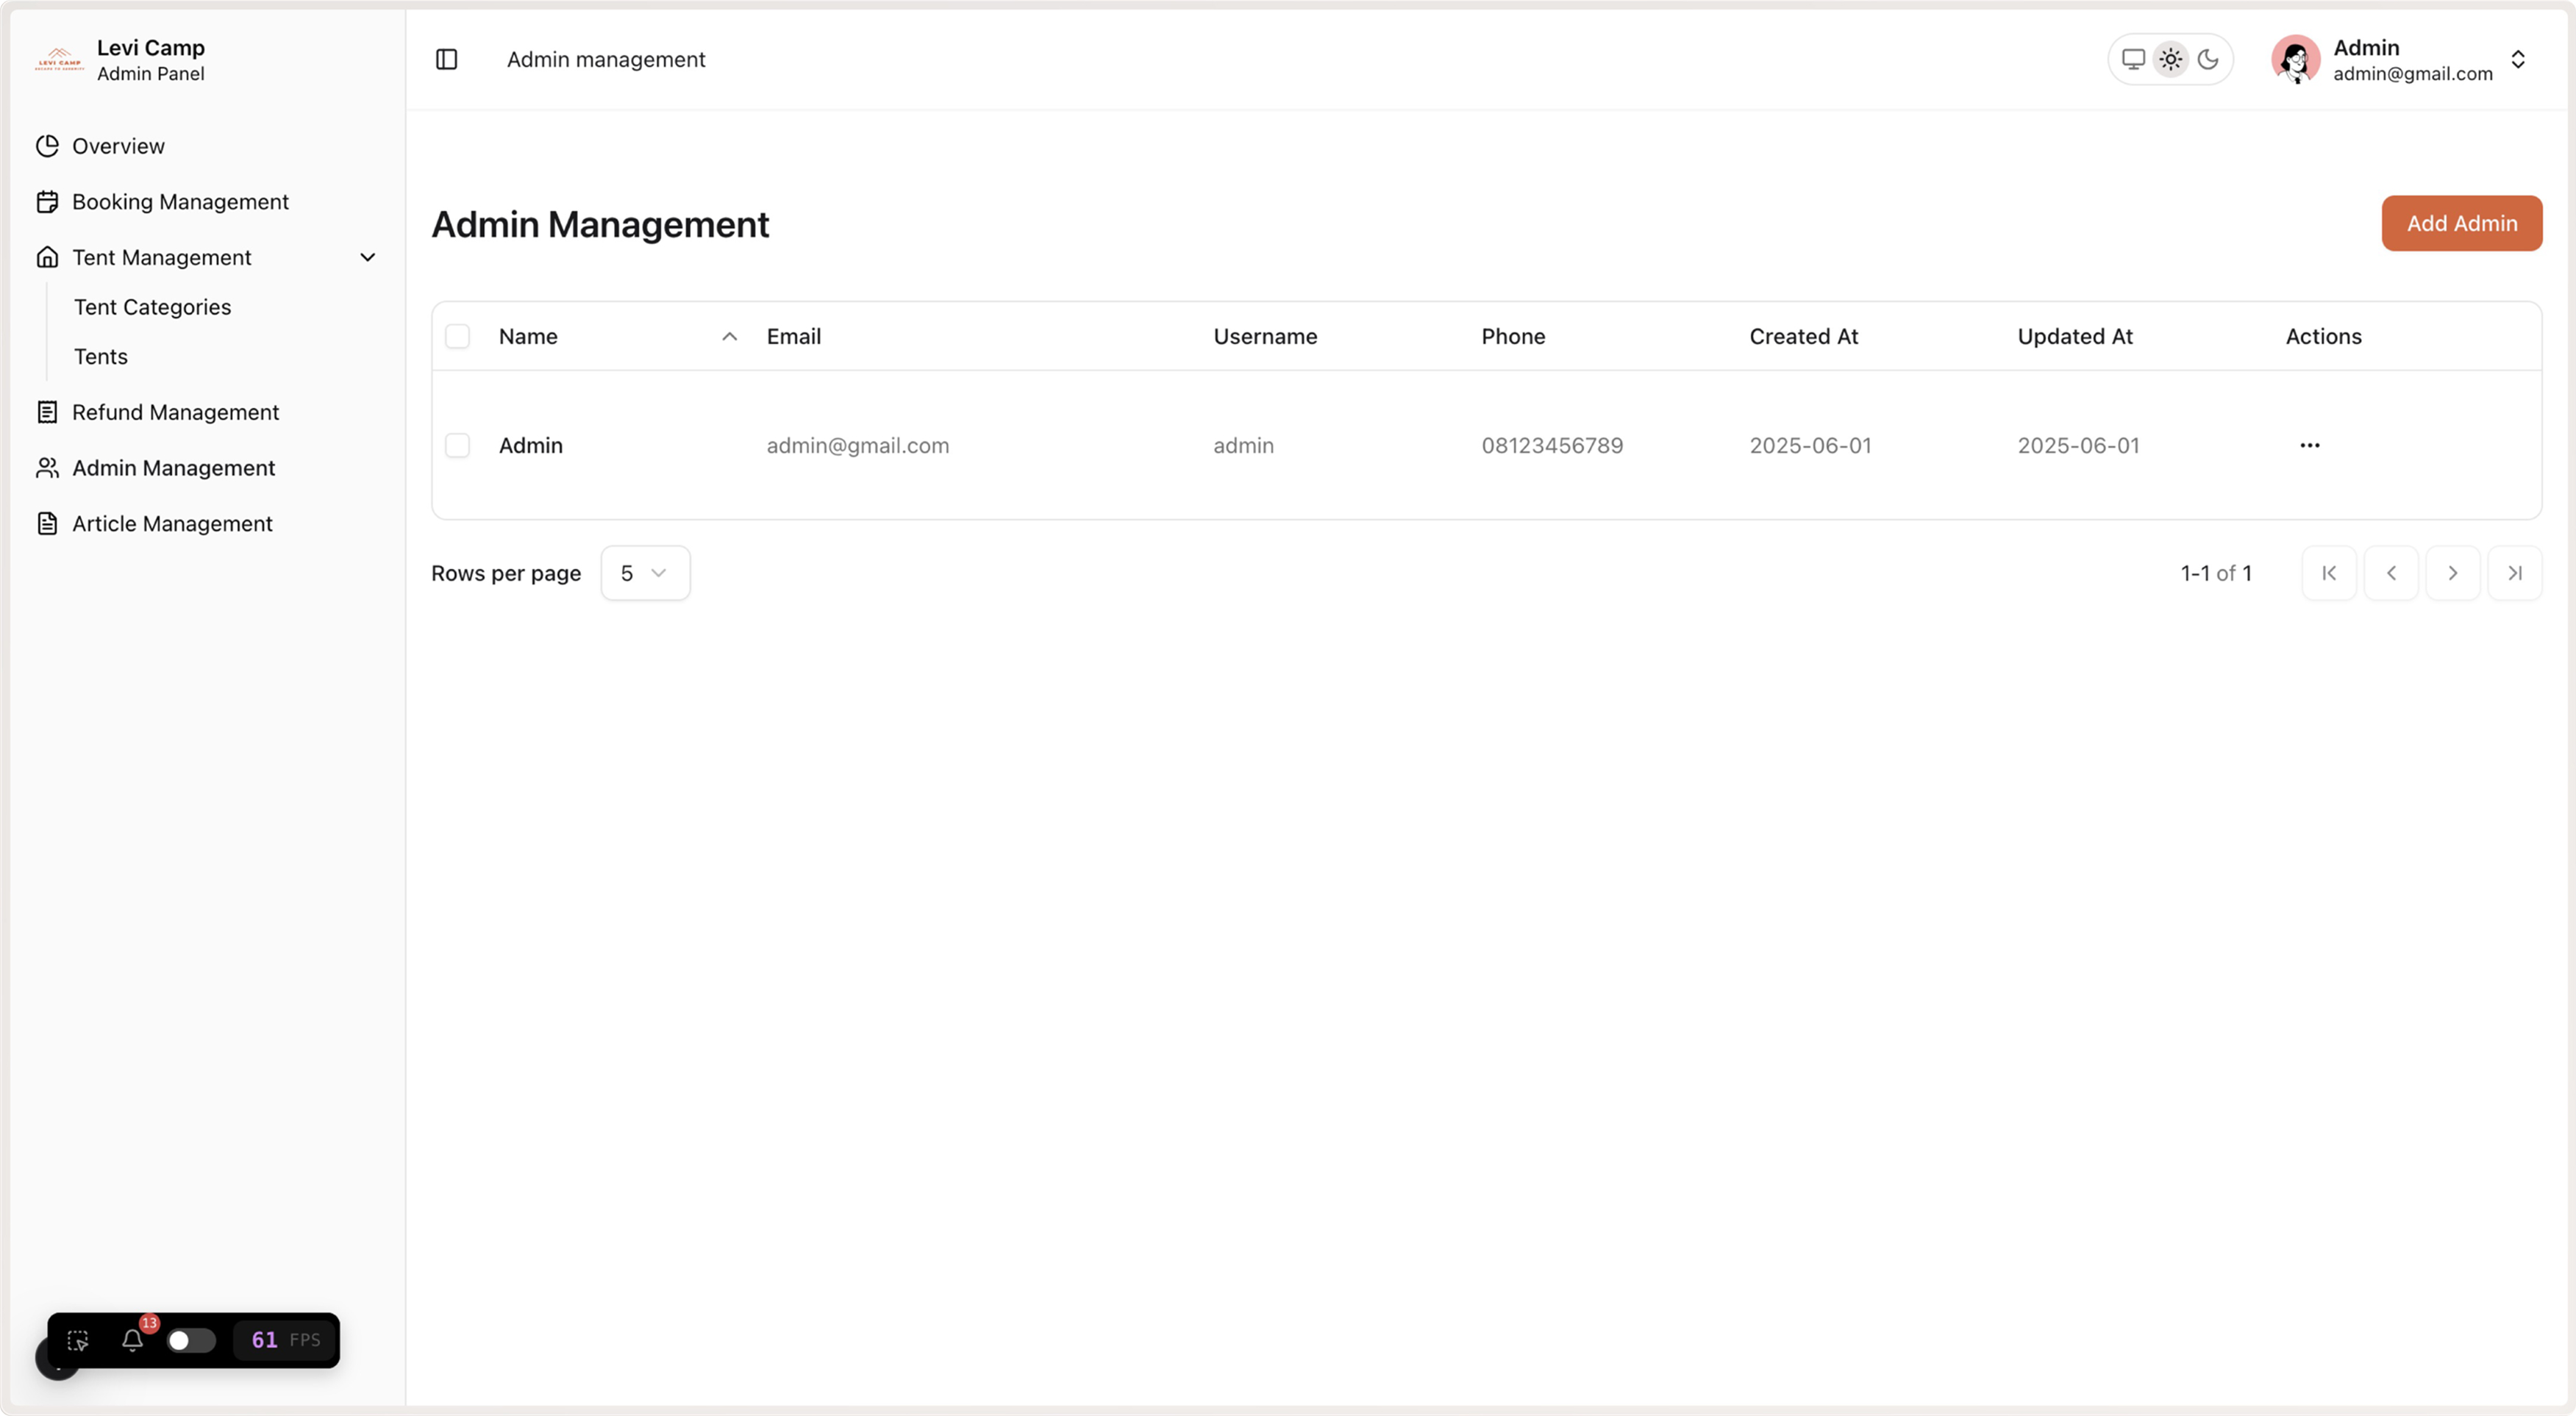 LEVI CAMP
Levi Camp
Admin Panel
Overview
Booking Management
Tent Management
Tent Categories
Tents
Refund Management
Admin Management
Article Management
Admin management
Admin
admin@gmail.com
Admin Management
Add Admin
Name Email Username Phone Created At Updated At Actions
Admin admin@gmail.com admin 08123456789 2025-06-01 2025-06-01
Rows per page 5
1-1 of 1
13
61 FPS